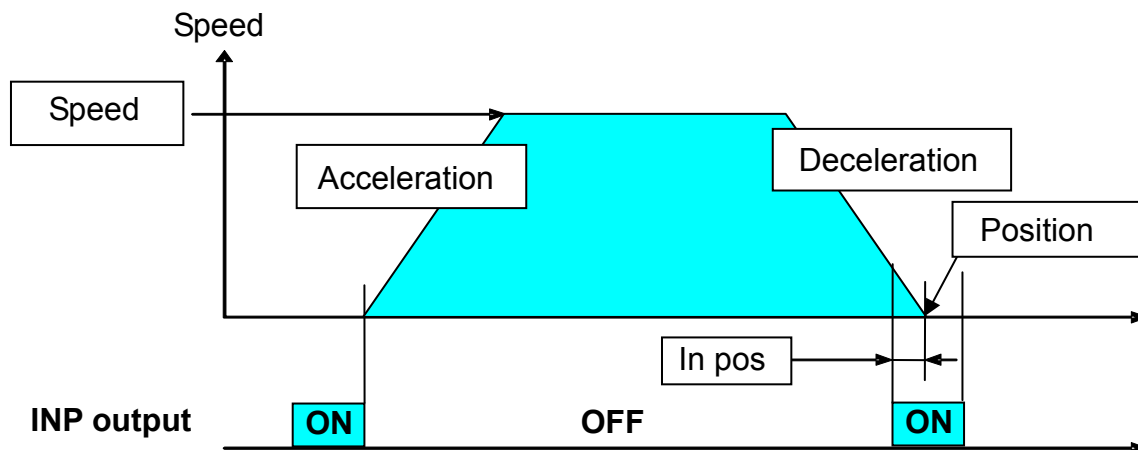 Speed
Speed
Acceleration
Deceleration
Position
In pos
INP output ON OFF ON